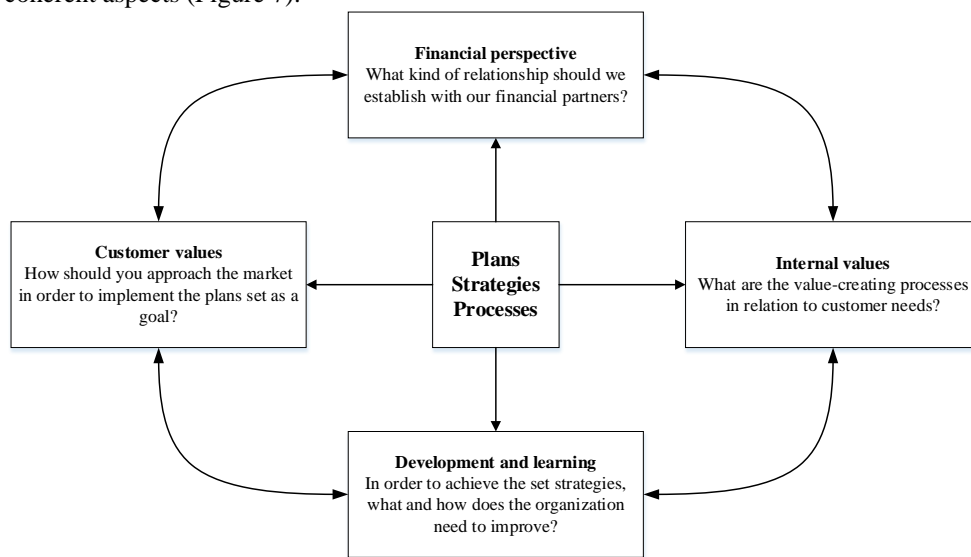 coherent aspects (Figure 7).
Financial perspective
What kind of relationship should we
establish with our financial partners?
Customer values
How should you approach the market
in order to implement the plans set as a
goal?
Plans
Strategies
Processes
Internal values
What are the value-creating processes
in relation to customer needs?
Development and learning
In order to achieve the set strategies,
what and how does the organization
need to improve?